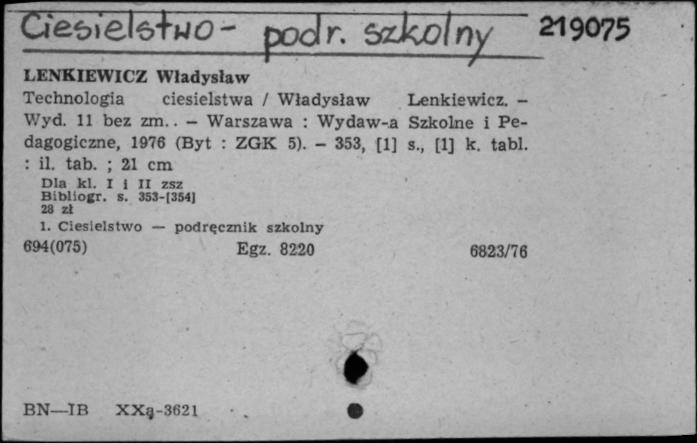 Ciesielstwo - podr. szkolny 219075
LENKIEWICZ Władysław
Technologia ciesielstwa / Władysław Lenkiewicz. –
Wyd. 11 bez zm.. – Warszawa : Wydaw-a Szkolne i Pe-
dagogiczne, 1976 (Byt : ZGK 5). – 353, [1] s., [1] k. tabl.
: il. tab. ; 21 cm
Dla kl. I i II zsz
Bibliogr. s. 353-[354]
28 zł
1. Ciesielstwo — podręcznik szkolny
694(075) Egz. 8220 6823/76
BN—IB XXą-3621